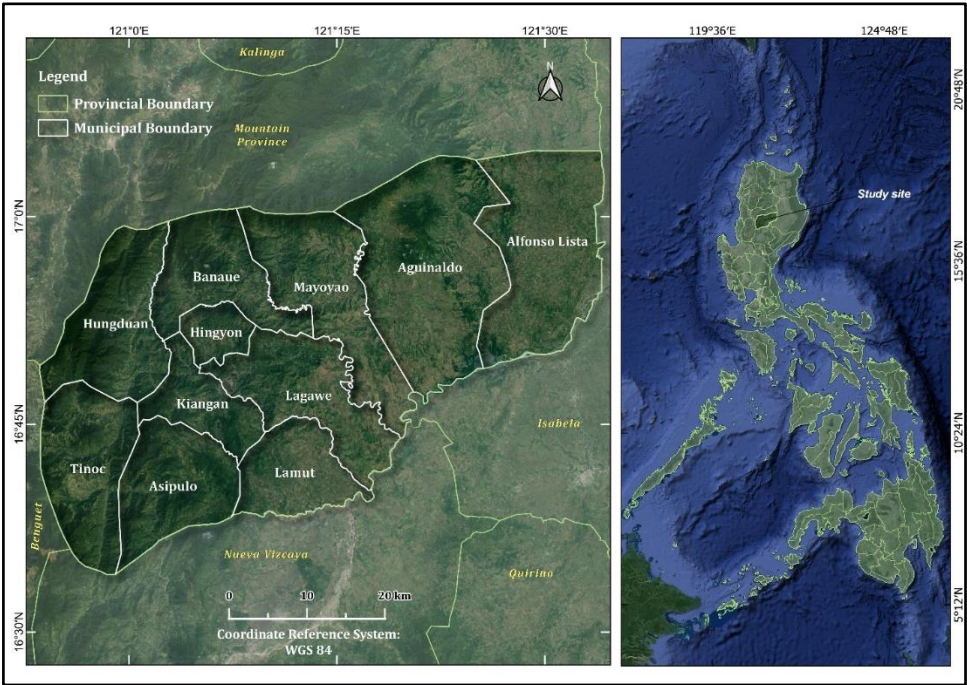 121°0'E
121°15'E
121°30'E
Kalinga
Legend
Provincial Boundary
Municipal Boundary
N
Mountain
Province
17°0'N
16°45'N
16°30'N
Alfonso Lista
Aguinaldo
Banaue
Mayoyao
Hungduan
Hingyon
Lagawe
Kiangan
Tinoc
Asipulo
Lamut
Isabela
Benguet
Nueva Vizcaya
Quirino
0 10 20 km
Coordinate Reference System:
WGS 84
119°36'E
124°48'E
Study site
20°48'N
15°36'N
10°24'N
5°12'N